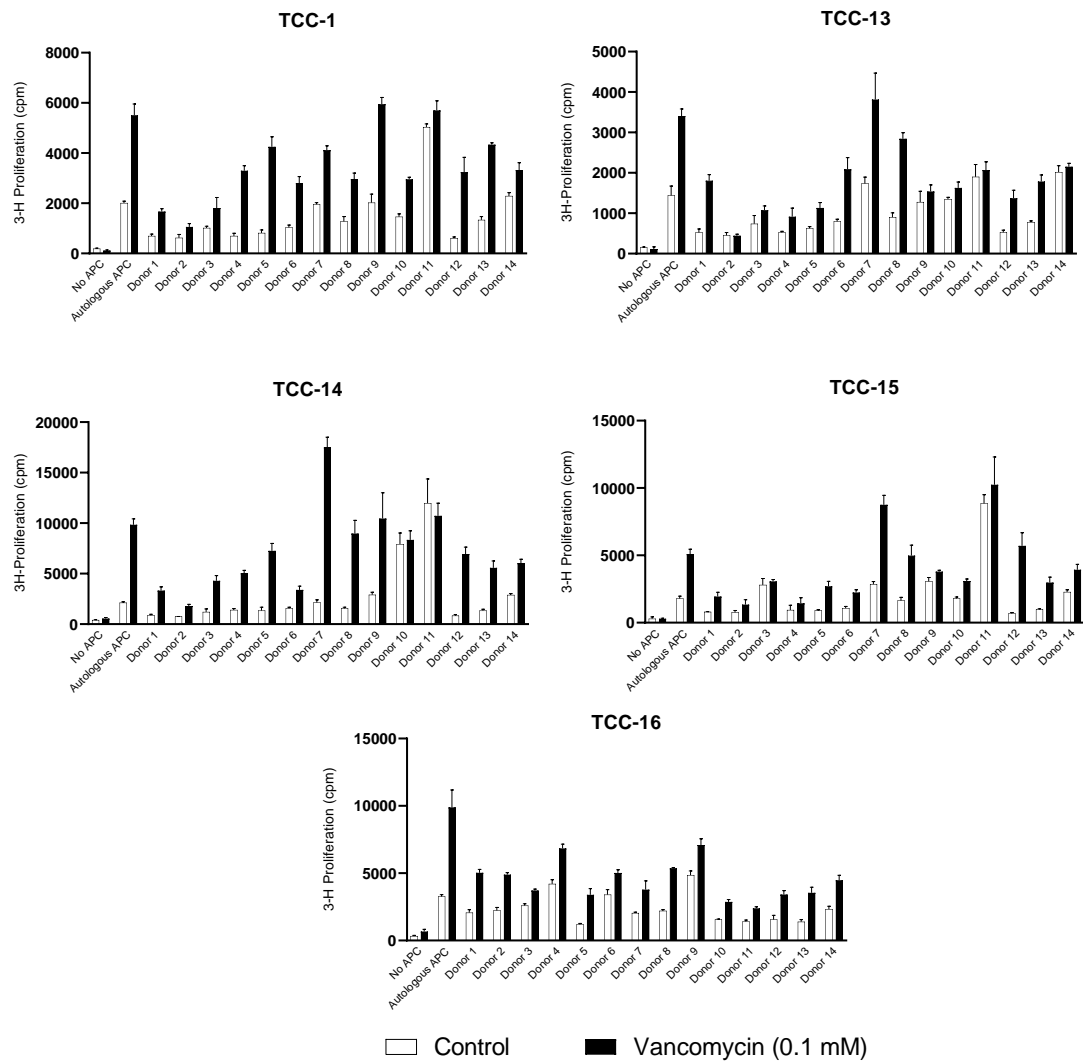 TCC-1
3-H Proliferation (cpm)
8000
6000
4000
2000
0
No APC
Autologous APC
Donor 1
Donor 2
Donor 3
Donor 4
Donor 5
Donor 6
Donor 7
Donor 8
Donor 9
Donor 10
Donor 11
Donor 12
Donor 13
Donor 14
TCC-13
3H-Proliferation (cpm)
5000
4000
3000
2000
1000
0
No APC
Autologous APC
Donor 1
Donor 2
Donor 3
Donor 4
Donor 5
Donor 6
Donor 7
Donor 8
Donor 9
Donor 10
Donor 11
Donor 12
Donor 13
Donor 14
TCC-14
3H-Proliferation (cpm)
20000
15000
10000
5000
0
No APC
Autologous APC
Donor 1
Donor 2
Donor 3
Donor 4
Donor 5
Donor 6
Donor 7
Donor 8
Donor 9
Donor 10
Donor 11
Donor 12
Donor 13
Donor 14
TCC-15
3-H Proliferation (cpm)
15000
10000
5000
0
No APC
Autologous APC
Donor 1
Donor 2
Donor 3
Donor 4
Donor 5
Donor 6
Donor 7
Donor 8
Donor 9
Donor 10
Donor 11
Donor 12
Donor 13
Donor 14
TCC-16
3-H Proliferation (cpm)
15000
10000
5000
0
No APC
Autologous APC
Donor 1
Donor 2
Donor 3
Donor 4
Donor 5
Donor 6
Donor 7
Donor 8
Donor 9
Donor 10
Donor 11
Donor 12
Donor 13
Donor 14
Control
Vancomycin (0.1 mM)